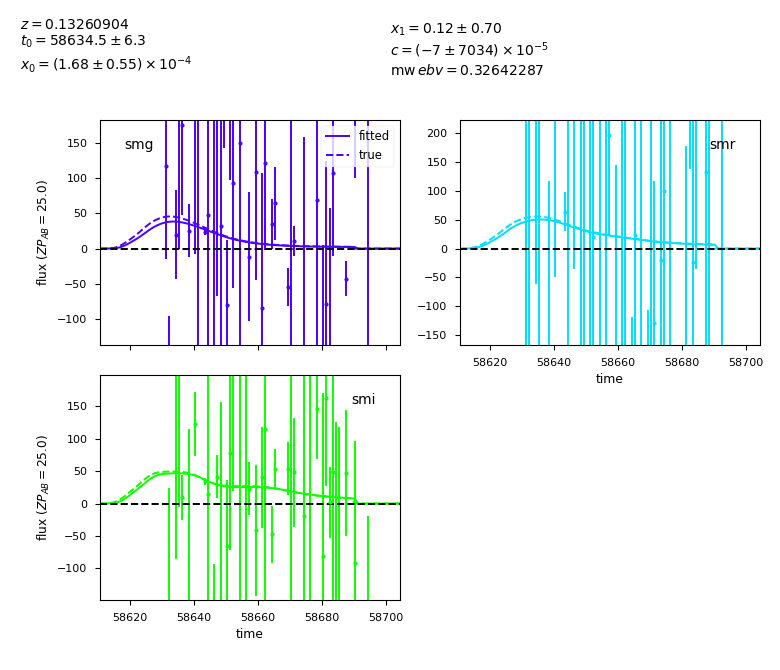 z = 0.13260904
t₀ = 58634.5 ± 6.3
x₀ = (1.68 ± 0.55) × 10⁻⁴
x₁ = 0.12 ± 0.70
c = (−7 ± 7034) × 10⁻⁵
mw ebv = 0.32642287
smg
fitted
true
150
100
50
0
−50
−100
flux (ZP_AB = 25.0)
smr
200
150
100
50
0
−50
−100
−150
58620 58640 58660 58680 58700
time
smi
150
100
50
0
−50
−100
flux (ZP_AB = 25.0)
58620 58640 58660 58680 58700
time